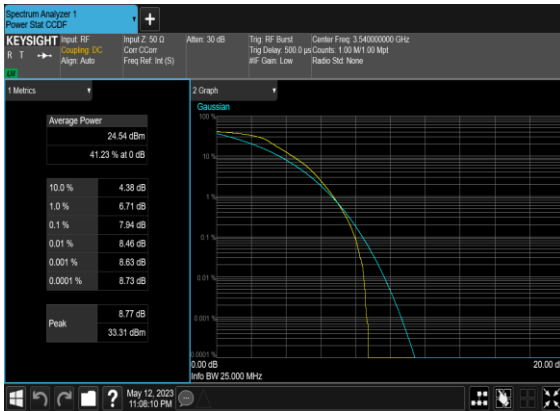 Spectrum Analyzer 1
Power Stat CCDF
+
KEYSIGHT
R T
LXI
Input: RF
Coupling: DC
Align: Auto
Input Z: 50 Ω
Corr CCorr
Freq Ref: Int (S)
Atten: 30 dB
Trig: RF Burst
Trig Delay: 500.0 µs
#IF Gain: Low
Center Freq: 3.540000000 GHz
Counts: 1.00 M/1.00 Mpt
Radio Std: None
1 Metrics
Average Power
24.54 dBm
41.23 % at 0 dB
10.0 % 4.38 dB
1.0 % 6.71 dB
0.1 % 7.94 dB
0.01 % 8.46 dB
0.001 % 8.63 dB
0.0001 % 8.73 dB
Peak
8.77 dB
33.31 dBm
2 Graph
Gaussian
100 %
10 %
1 %
0.1 %
0.01 %
0.001 %
0.0001 %
0.00 dB
20.00 d
Info BW 25.000 MHz
?
May 12, 2023
11:08:10 PM